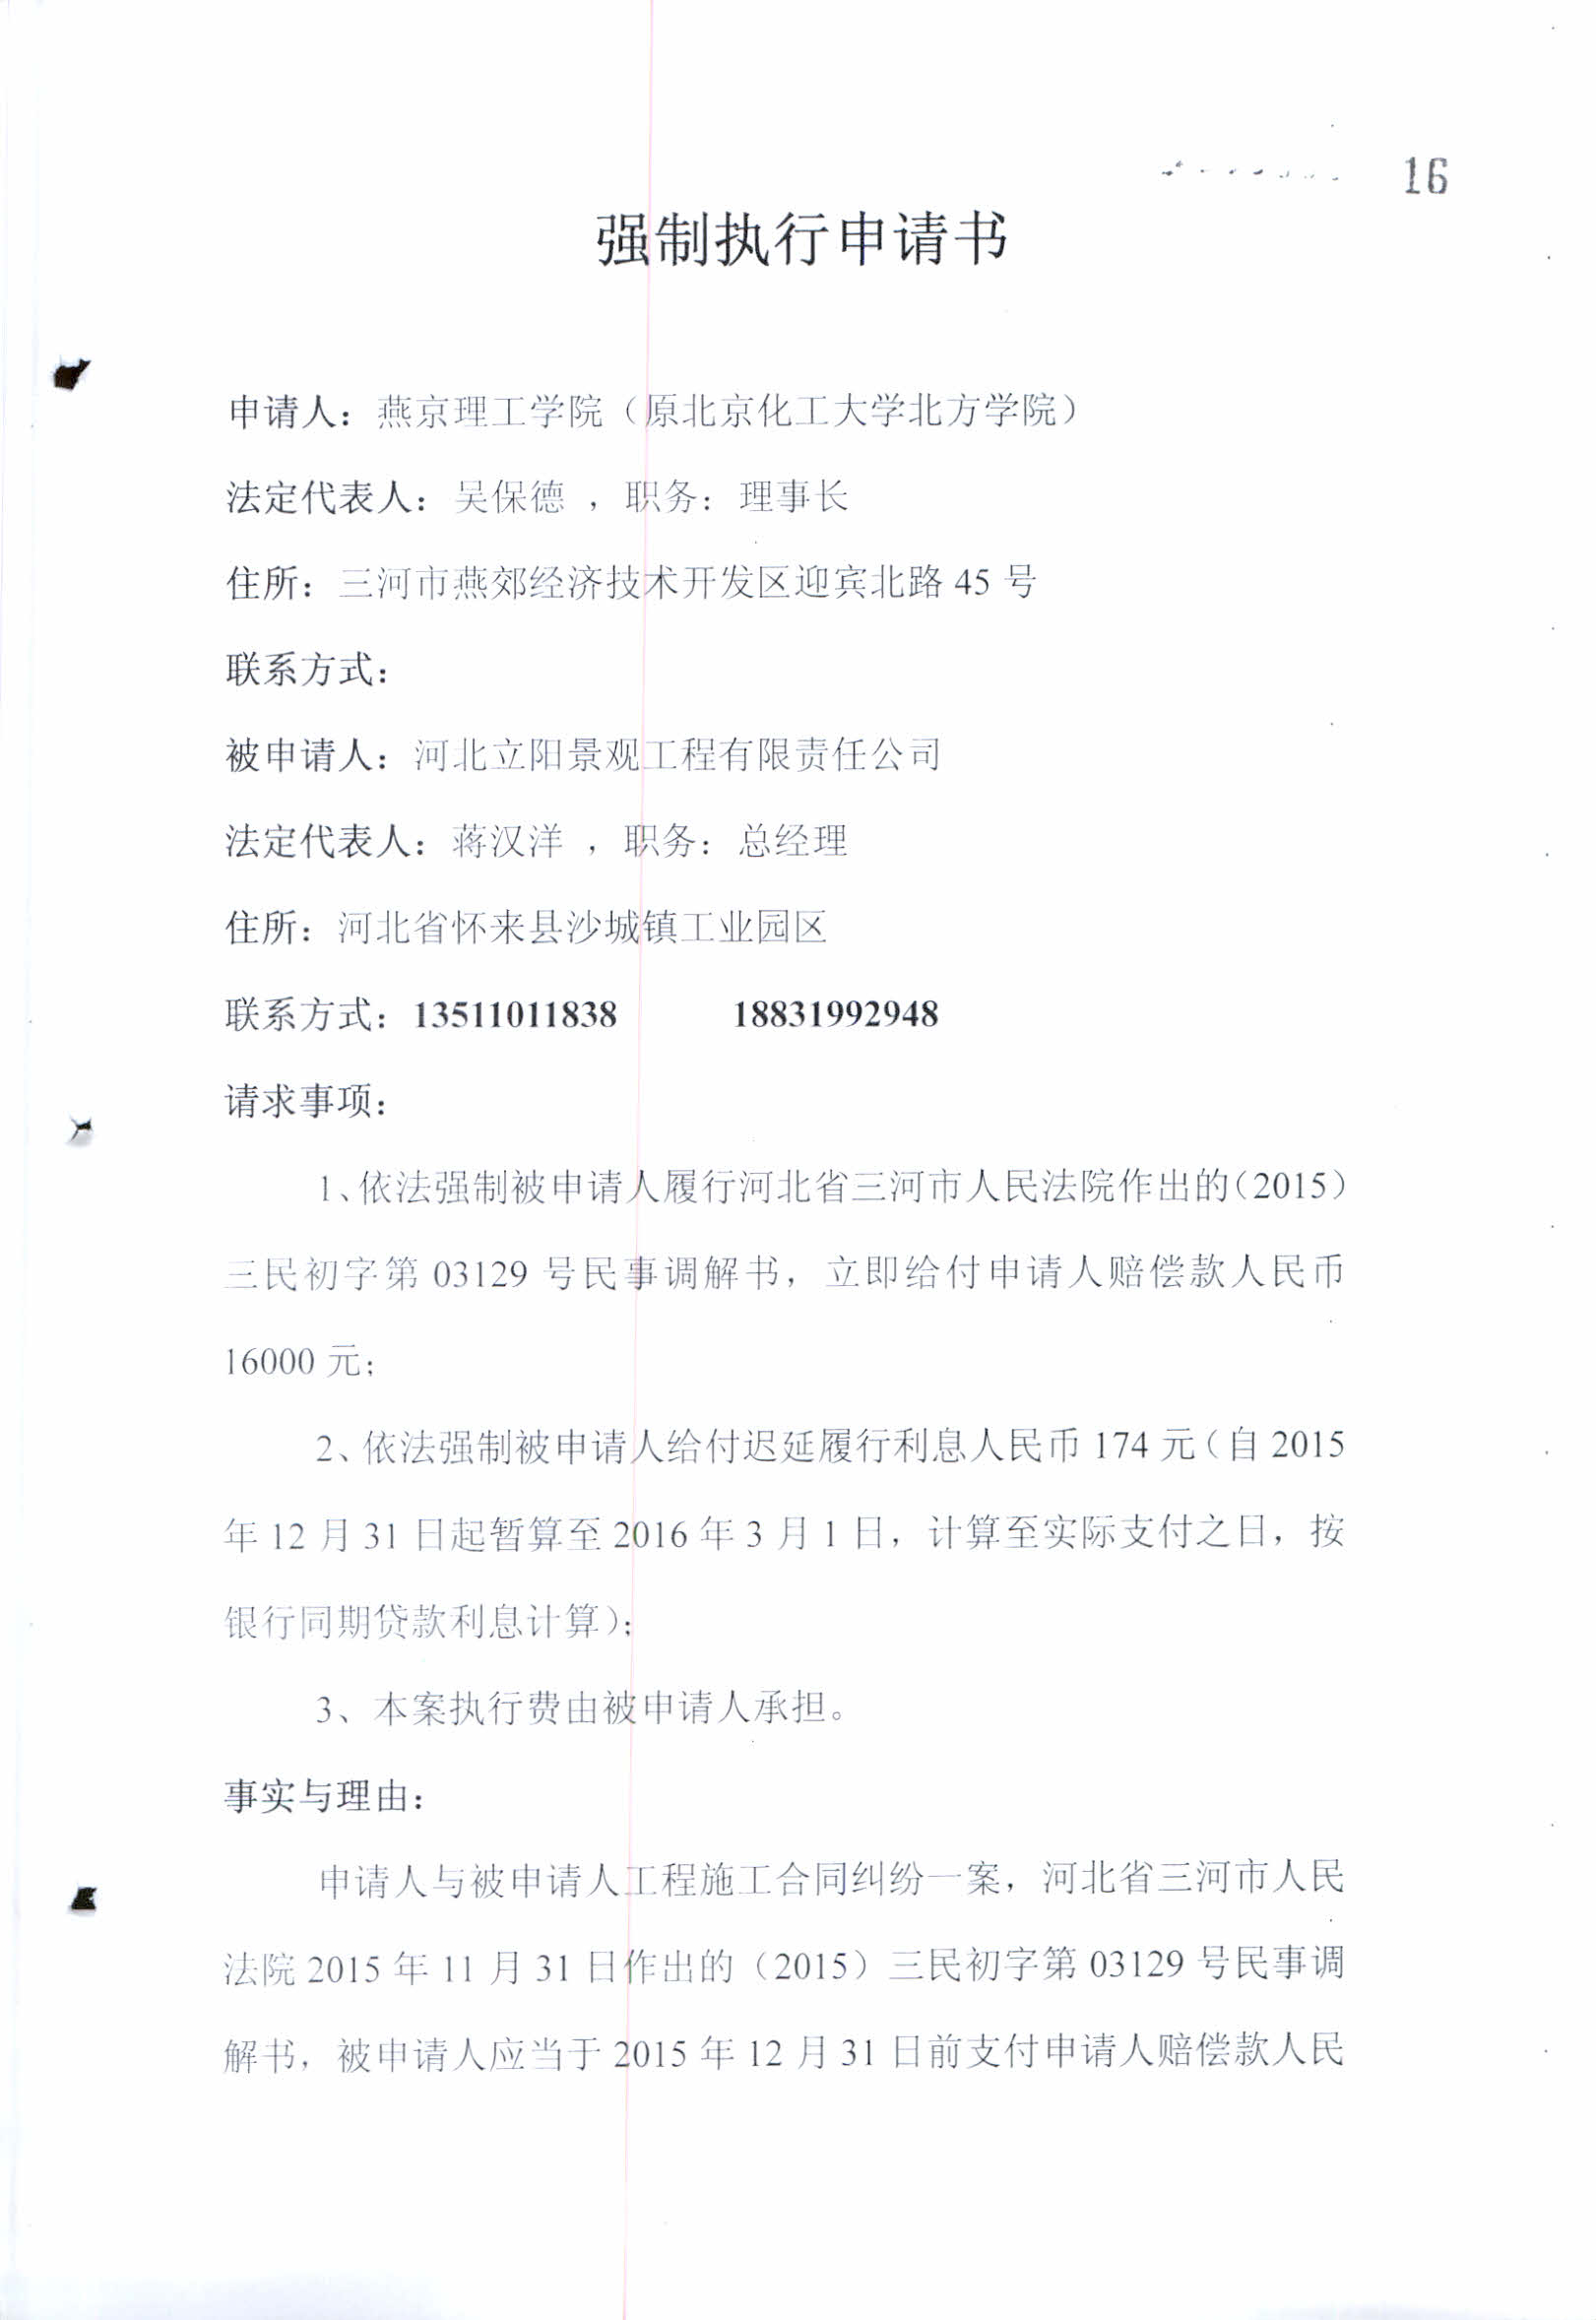 16
强制执行申请书
申请人：燕京理工学院（原北京化工大学北方学院）
法定代表人：吴保德 ，职务：理事长
住所：三河市燕郊经济技术开发区迎宾北路 45 号
联系方式：
被申请人：河北立阳景观工程有限责任公司
法定代表人：蒋汉洋 ，职务：总经理
住所：河北省怀来县沙城镇工业园区
联系方式：13511011838 18831992948
请求事项：
1、依法强制被申请人履行河北省三河市人民法院作出的（2015）
三民初字第 03129 号民事调解书，立即给付申请人赔偿款人民币
16000 元；
2、依法强制被申请人给付迟延履行利息人民币 174 元（自 2015
年 12 月 31 日起暂算至 2016 年 3 月 1 日，计算至实际支付之日，按
银行同期贷款利息计算）；
3、本案执行费由被申请人承担。
事实与理由：
申请人与被申请人工程施工合同纠纷一案，河北省三河市人民
法院 2015 年 11 月 31 日作出的（2015）三民初字第 03129 号民事调
解书，被申请人应当于 2015 年 12 月 31 日前支付申请人赔偿款人民